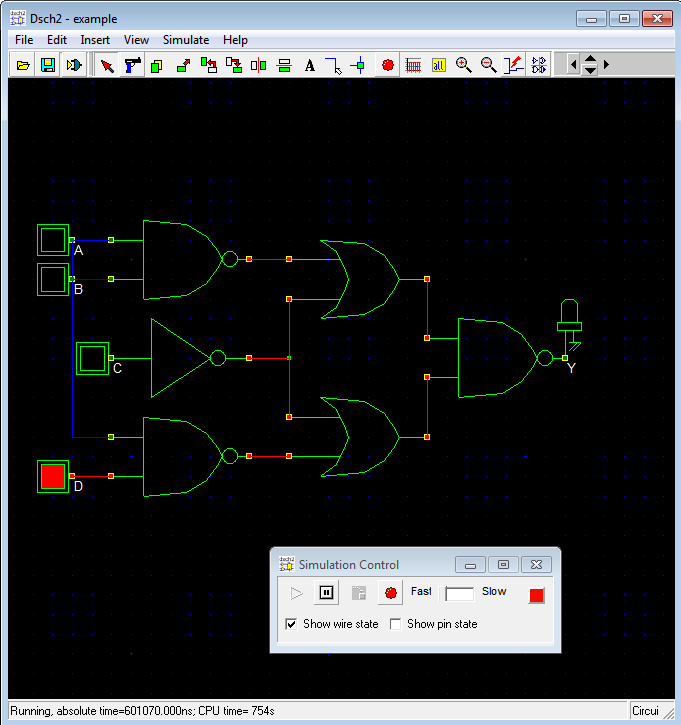 Dsch2 - example
File Edit Insert View Simulate Help
A
all
A
B
C
D
Y
Simulation Control
Fast Slow
Show wire state Show pin state
Running, absolute time=601070.000ns; CPU time= 754s Circui